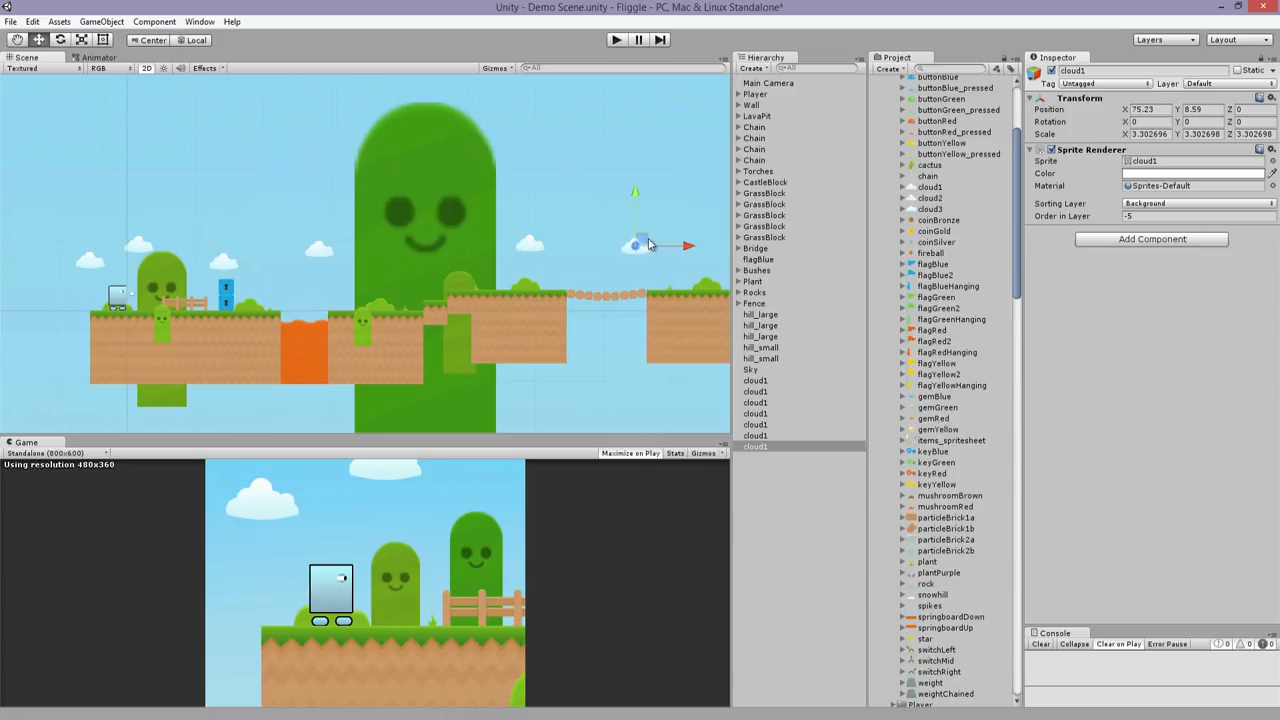 Unity - Demo Scene.unity - Fliggle - PC, Mac & Linux Standalone*
File Edit Assets GameObject Component Window Help
Center Local Layers Layout
Scene Animator
Textured RGB 2D Effects Gizmos All
Hierarchy
Create All
Main Camera
Player
Wall
LavaPit
Chain
Chain
Chain
Chain
Torches
CastleBlock
GrassBlock
GrassBlock
GrassBlock
GrassBlock
GrassBlock
Bridge
flagBlue
Bushes
Plant
Rocks
Fence
hill_large
hill_large
hill_large
hill_small
hill_small
Sky
cloud1
cloud1
cloud1
cloud1
cloud1
cloud1
cloud1
Project
Create
buttonBlue
buttonBlue_pressed
buttonGreen
buttonGreen_pressed
buttonRed
buttonRed_pressed
buttonYellow
buttonYellow_pressed
cactus
chain
cloud1
cloud2
cloud3
coinBronze
coinGold
coinSilver
fireball
flagBlue
flagBlue2
flagBlueHanging
flagGreen
flagGreen2
flagGreenHanging
flagRed
flagRed2
flagRedHanging
flagYellow
flagYellow2
flagYellowHanging
gemBlue
gemGreen
gemRed
gemYellow
items_spritesheet
keyBlue
keyGreen
keyRed
keyYellow
mushroomBrown
mushroomRed
particleBrick1a
particleBrick1b
particleBrick2a
particleBrick2b
plant
plantPurple
rock
snowhill
spikes
springboardDown
springboardUp
star
switchLeft
switchMid
switchRight
weight
weightChained
Player
Inspector
cloud1 Static
Tag Untagged Layer Default
Transform
Position X 75.23 Y 8.59 Z 0
Rotation X 0 Y 0 Z 0
Scale X 3.302696 Y 3.302698 Z 3.302698
Sprite Renderer
Sprite cloud1
Color
Material Sprites-Default
Sorting Layer Background
Order in Layer -5
Add Component
Game
Standalone (800x600) Maximize on Play Stats Gizmos
Using resolution 480x360
Console
Clear Collapse Clear on Play Error Pause 0 0 0